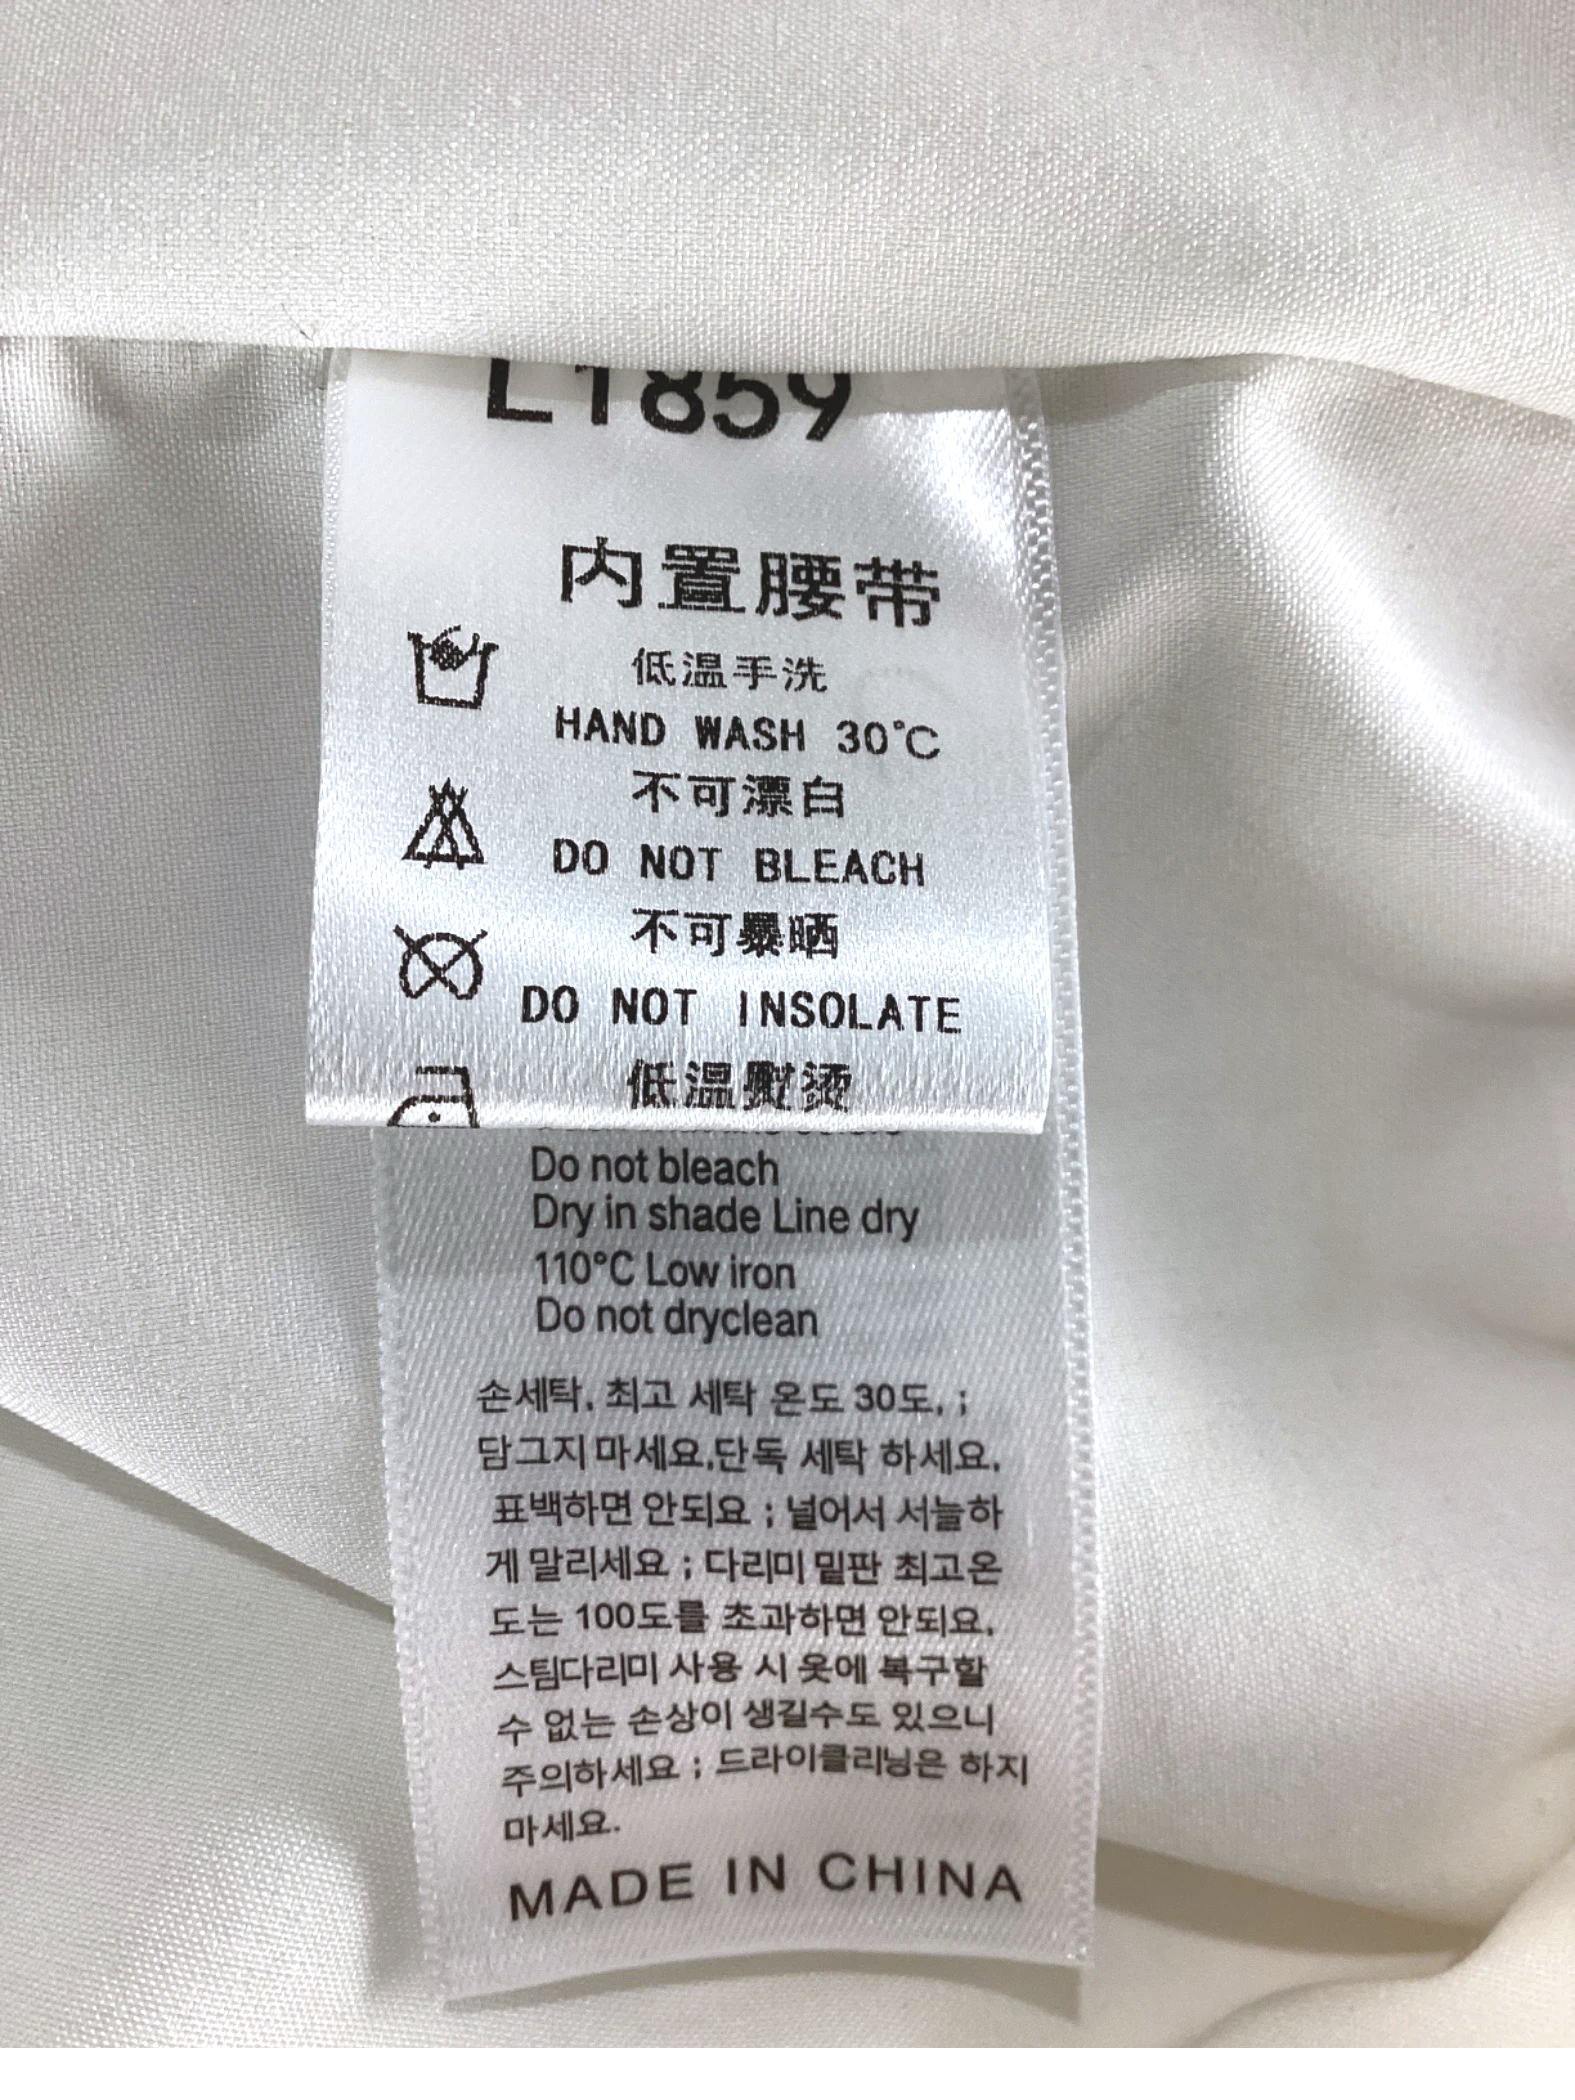 L1859
内置腰带
低温手洗
HAND WASH 30℃
不可漂白
DO NOT BLEACH
不可暴晒
DO NOT INSOLATE
低温熨烫
Do not bleach
Dry in shade Line dry
110°C Low iron
Do not dryclean
손세탁, 최고 세탁 온도 30도, ;
담그지 마세요,단독 세탁 하세요,
표백하면 안되요 ; 널어서 서늘하
게 말리세요 ; 다리미 밑판 최고온
도는 100도를 초과하면 안되요,
스팀다리미 사용 시 옷에 복구할
수 없는 손상이 생길수도 있으니
주의하세요 ; 드라이클리닝은 하지
마세요.
MADE IN CHINA